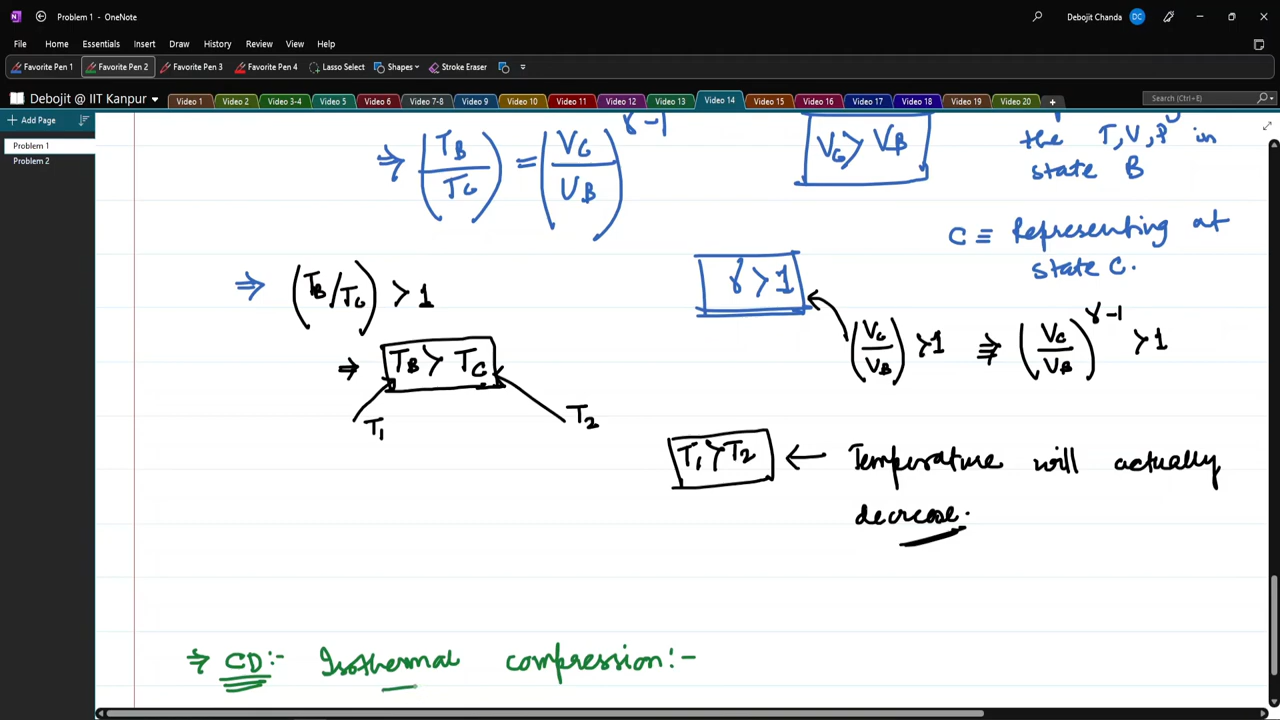 Problem 1 - OneNote
Debojit Chanda DC
File Home Essentials Insert Draw History Review View Help
Favorite Pen 1 Favorite Pen 2 Favorite Pen 3 Favorite Pen 4 Lasso Select Shapes Stroke Eraser
Debojit @ IIT Kanpur Video 1 Video 2 Video 3-4 Video 5 Video 6 Video 7-8 Video 9 Video 10 Video 11 Video 12 Video 13 Video 14 Video 15 Video 16 Video 17 Video 18 Video 19 Video 20 Search (Ctrl+E)
Add Page
Problem 1
Problem 2
⇒ (T_B/T_C) = (V_C/V_B)^(γ-1)
V_C > V_B
the T, V, P in
state B
C ≡ Representing at
state C.
⇒ (T_B/T_C) > 1
γ > 1
(V_C/V_B) > 1 ⇒ (V_C/V_B)^(γ-1) > 1
⇒ T_B > T_C
T_1 T_2
T_1 > T_2 ← Temperature will actually
decrease.
⇒ CD:- Isothermal compression:-